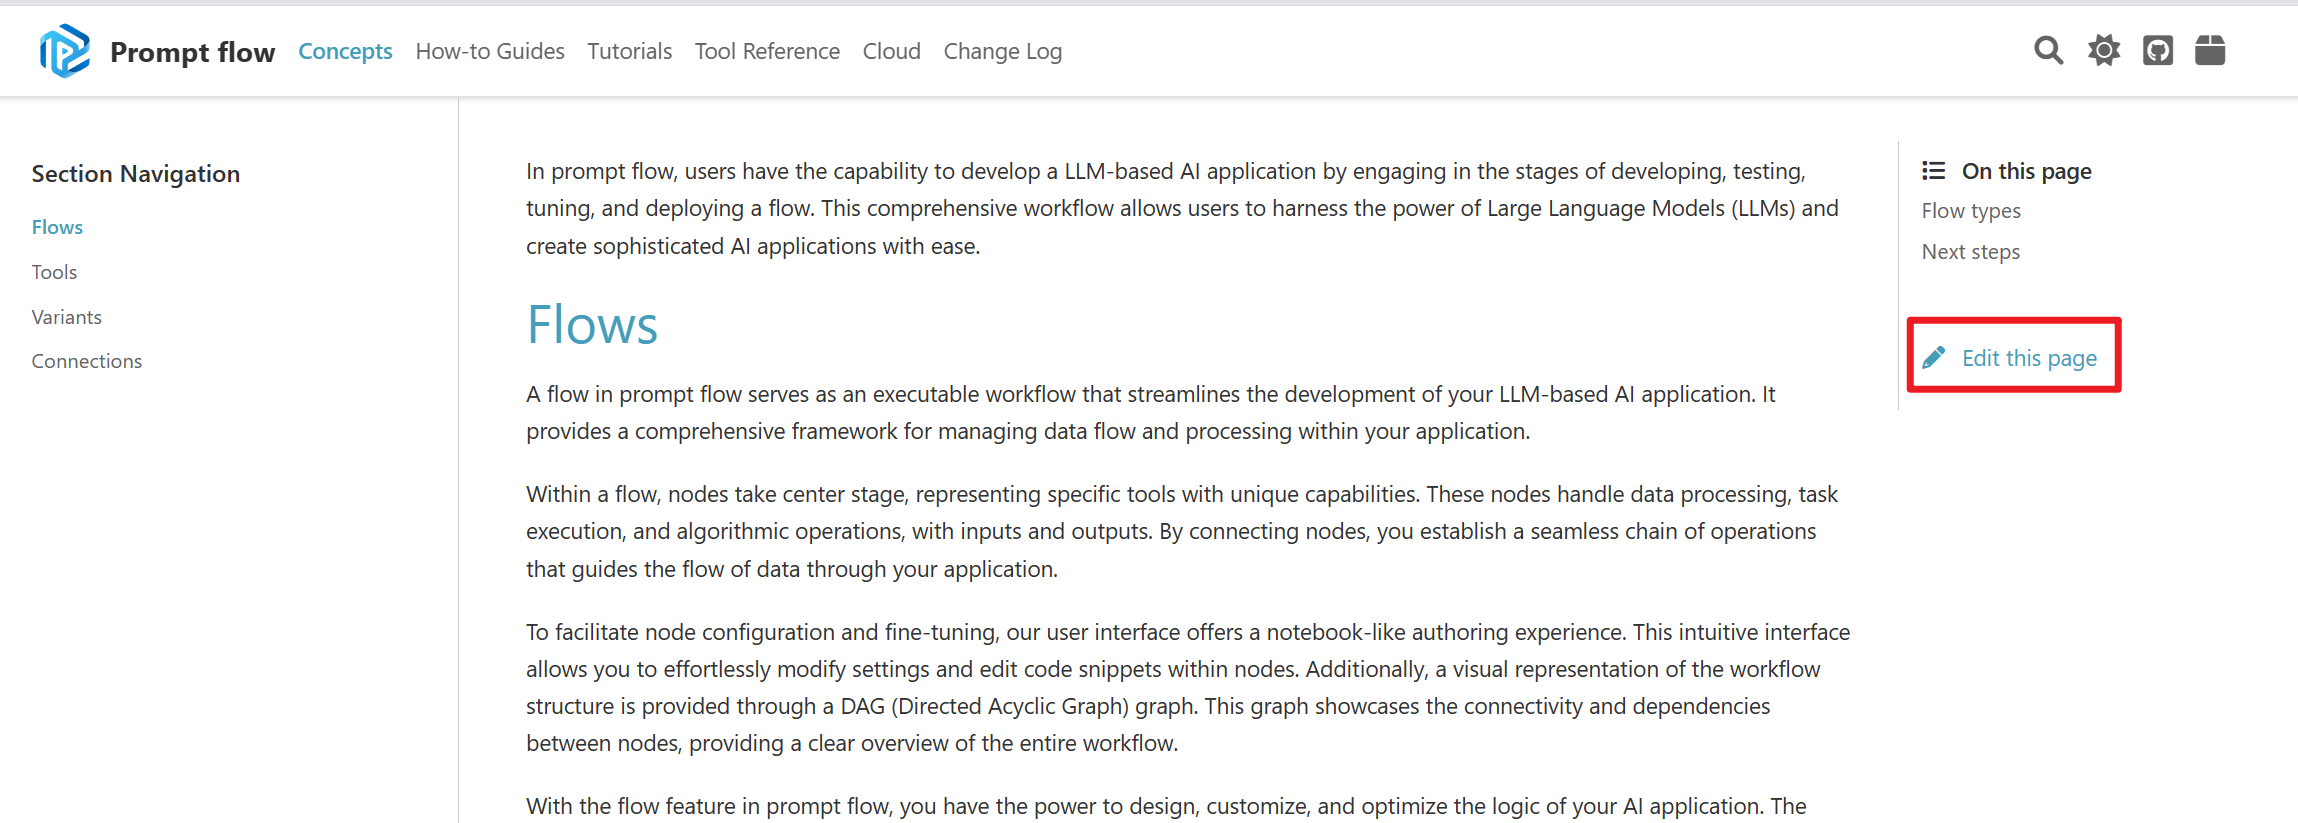 Prompt flow Concepts How-to Guides Tutorials Tool Reference Cloud Change Log
Section Navigation
Flows
Tools
Variants
Connections
In prompt flow, users have the capability to develop a LLM-based AI application by engaging in the stages of developing, testing,
tuning, and deploying a flow. This comprehensive workflow allows users to harness the power of Large Language Models (LLMs) and
create sophisticated AI applications with ease.
Flows
A flow in prompt flow serves as an executable workflow that streamlines the development of your LLM-based AI application. It
provides a comprehensive framework for managing data flow and processing within your application.
Within a flow, nodes take center stage, representing specific tools with unique capabilities. These nodes handle data processing, task
execution, and algorithmic operations, with inputs and outputs. By connecting nodes, you establish a seamless chain of operations
that guides the flow of data through your application.
To facilitate node configuration and fine-tuning, our user interface offers a notebook-like authoring experience. This intuitive interface
allows you to effortlessly modify settings and edit code snippets within nodes. Additionally, a visual representation of the workflow
structure is provided through a DAG (Directed Acyclic Graph) graph. This graph showcases the connectivity and dependencies
between nodes, providing a clear overview of the entire workflow.
With the flow feature in prompt flow, you have the power to design, customize, and optimize the logic of your AI application. The
On this page
Flow types
Next steps
Edit this page